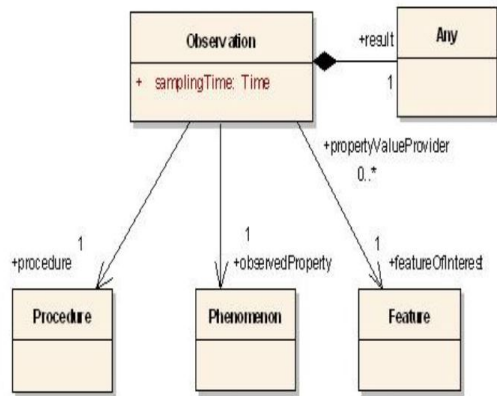 Observation
+ samplingTime: Time
+result
1
Any
+propertyValueProvider
0..*
1
+procedure
1
+observedProperty
1
+featureOfInterest
Procedure
Phenomenon
Feature